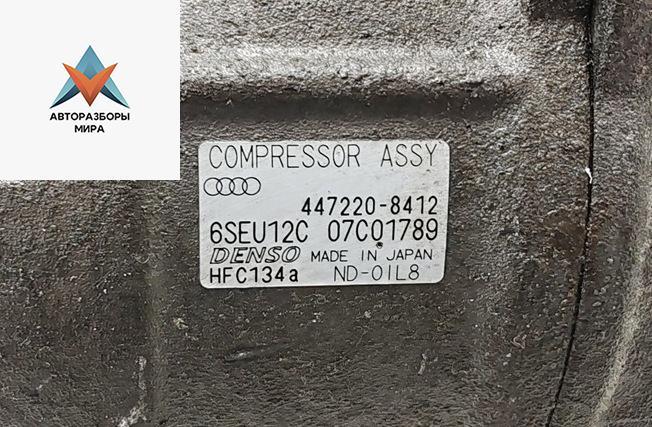 АВТОРАЗБОРЫ
МИРА
COMPRESSOR ASSY
447220-8412
6SEU12C 07C01789
DENSO MADE IN JAPAN
HFC134a ND-OIL8